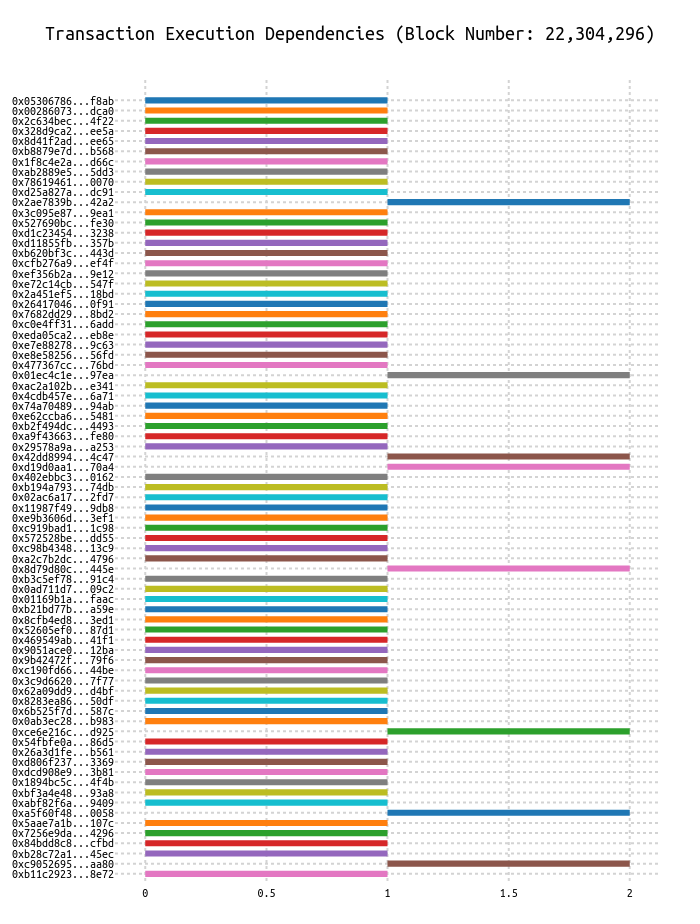 Transaction Execution Dependencies (Block Number: 22,304,296)
0x05306786...f8ab
0x00286073...dca0
0x2c634bec...4f22
0x328d9ca2...ee5a
0x8d41f2ad...ee65
0xb8879e7d...b568
0x1f8c4e2a...d66c
0xab2889e5...5dd3
0x78619461...0070
0xd25a827a...dc91
0x2ae7839b...42a2
0x3c095e87...9ea1
0x527690bc...fe30
0xd1c23454...3238
0xd11855fb...357b
0xb620bf3c...443d
0xcfb276a9...ef4f
0xef356b2a...9e12
0xe72c14cb...547f
0x2a451ef5...18bd
0x26417046...0f91
0x7682dd29...8bd2
0xc0e4ff31...6add
0xeda05ca2...eb8e
0xe7e88278...9c63
0xe8e58256...56fd
0x477367cc...76bd
0x01ec4c1e...97ea
0xac2a102b...e341
0x4cdb457e...6a71
0x74a70489...94ab
0xe62ccba6...5481
0xb2f494dc...4493
0xa9f43663...fe80
0x29578a9a...a253
0x42dd8994...4c47
0xd19d0aa1...70a4
0x402ebbc3...0162
0xb194a793...74db
0x02ac6a17...2fd7
0x11987f49...9db8
0xe9b3606d...3ef1
0xc919bad1...1c98
0x572528be...dd55
0xc98b4348...13c9
0xa2c7b2dc...4796
0x8d79d80c...445e
0xb3c5ef78...91c4
0x0ad711d7...09c2
0x01169b1a...faac
0xb21bd77b...a59e
0x8cfb4ed8...3ed1
0x52605ef0...87d1
0x469549ab...41f1
0x9051ace0...12ba
0x9b42472f...79f6
0xc190fd66...44be
0x3c9d6620...7f77
0x62a09dd9...d4bf
0x8283ea86...50df
0x6b525f7d...587c
0x0ab3ec28...b983
0xce6e216c...d925
0x54fbfe0a...86d5
0x26a3d1fe...b561
0xd806f237...3369
0xdcd908e9...3b81
0x1894bc5c...4f4b
0xbf3a4e48...93a8
0xabf82f6a...9409
0xa5f60f48...0058
0x5aae7a1b...107c
0x7256e9da...4296
0x84bdd8c8...cfbd
0xb28c72a1...45ec
0xc9052695...aa80
0xb11c2923...8e72
0 0.5 1 1.5 2